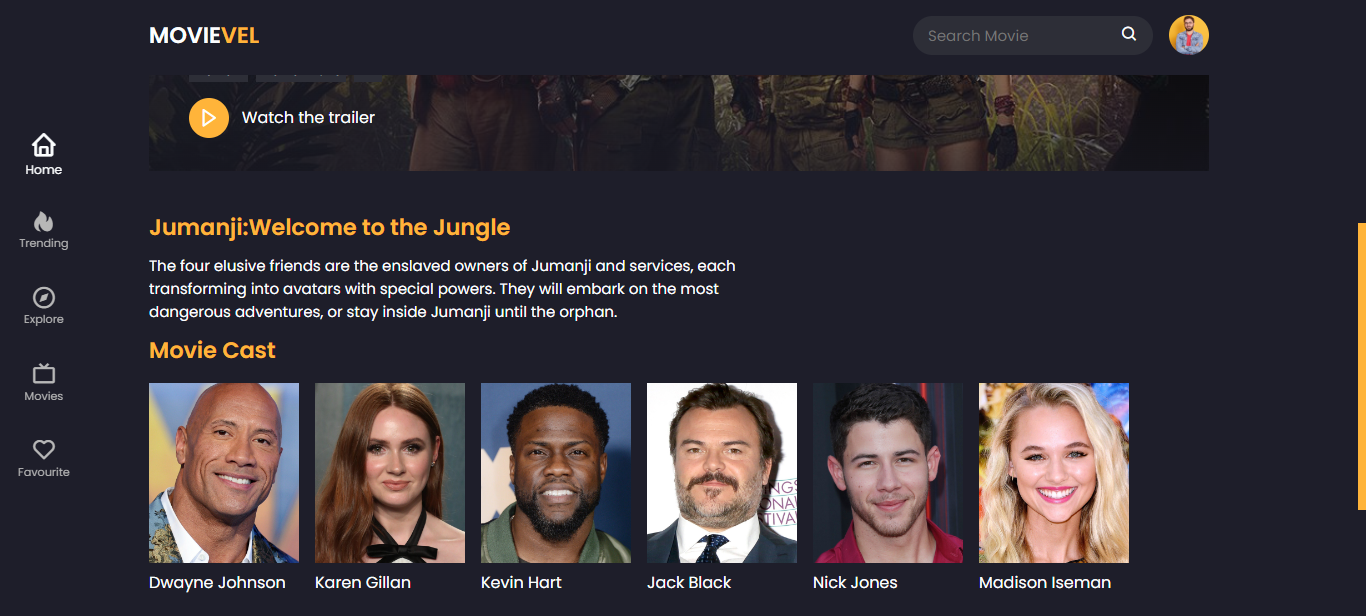 MOVIEVEL
Search Movie
Watch the trailer
Home
Trending
Explore
Movies
Favourite
Jumanji:Welcome to the Jungle
The four elusive friends are the enslaved owners of Jumanji and services, each
transforming into avatars with special powers. They will embark on the most
dangerous adventures, or stay inside Jumanji until the orphan.
Movie Cast
Dwayne Johnson
Karen Gillan
Kevin Hart
Jack Black
Nick Jones
Madison Iseman